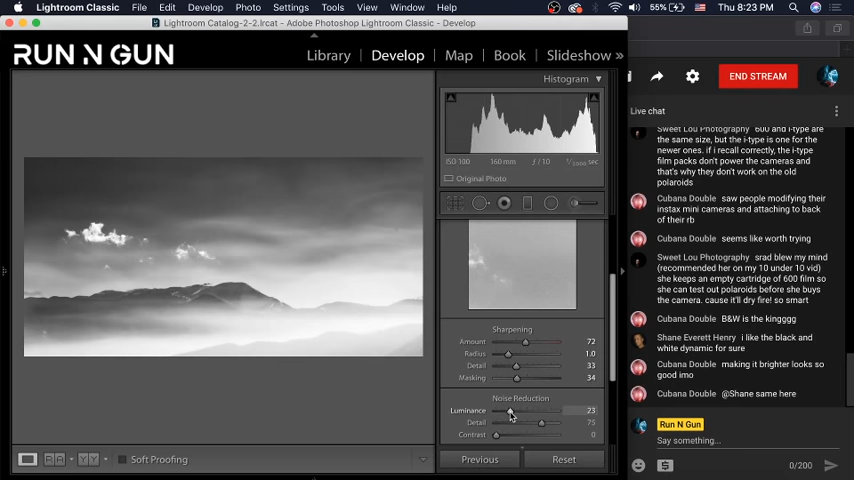 Lightroom Classic File Edit Develop Photo Settings Tools View Window Help 55% Thu 8:23 PM
Lightroom Catalog-2-2.lrcat - Adobe Photoshop Lightroom Classic - Develop
RUN N GUN
Library | Develop | Map | Book | Slideshow »
Histogram
ISO 100 160 mm ƒ / 10
Original Photo
Sharpening
Amount 72
Radius 1.0
Detail 33
Masking 34
Noise Reduction
Luminance 23
Detail 75
Contrast 0
Previous Reset
RA YY Soft Proofing
END STREAM
Live chat
Sweet Lou Photography 600 and i-type are
the same size, but the i-type is one for the
newer ones. if i recall correctly, the i-type
film packs don't power the cameras and
that's why they don't work on the old
polaroids
Cubana Double saw people modifying their
instax mini cameras and attaching to back
of their rb
Cubana Double seems like worth trying
Sweet Lou Photography srad blew my mind
(recommended her on my 10 under 10 vid)
she keeps an empty cartridge of 600 film so
she can test out polaroids before she buys
the camera. cause it'll dry fire! so smart
Cubana Double B&W is the kingggg
Shane Everett Henry i like the black and
white dynamic for sure
Cubana Double making it brighter looks so
good imo
Cubana Double @Shane same here
Run N Gun
Say something...
0/200